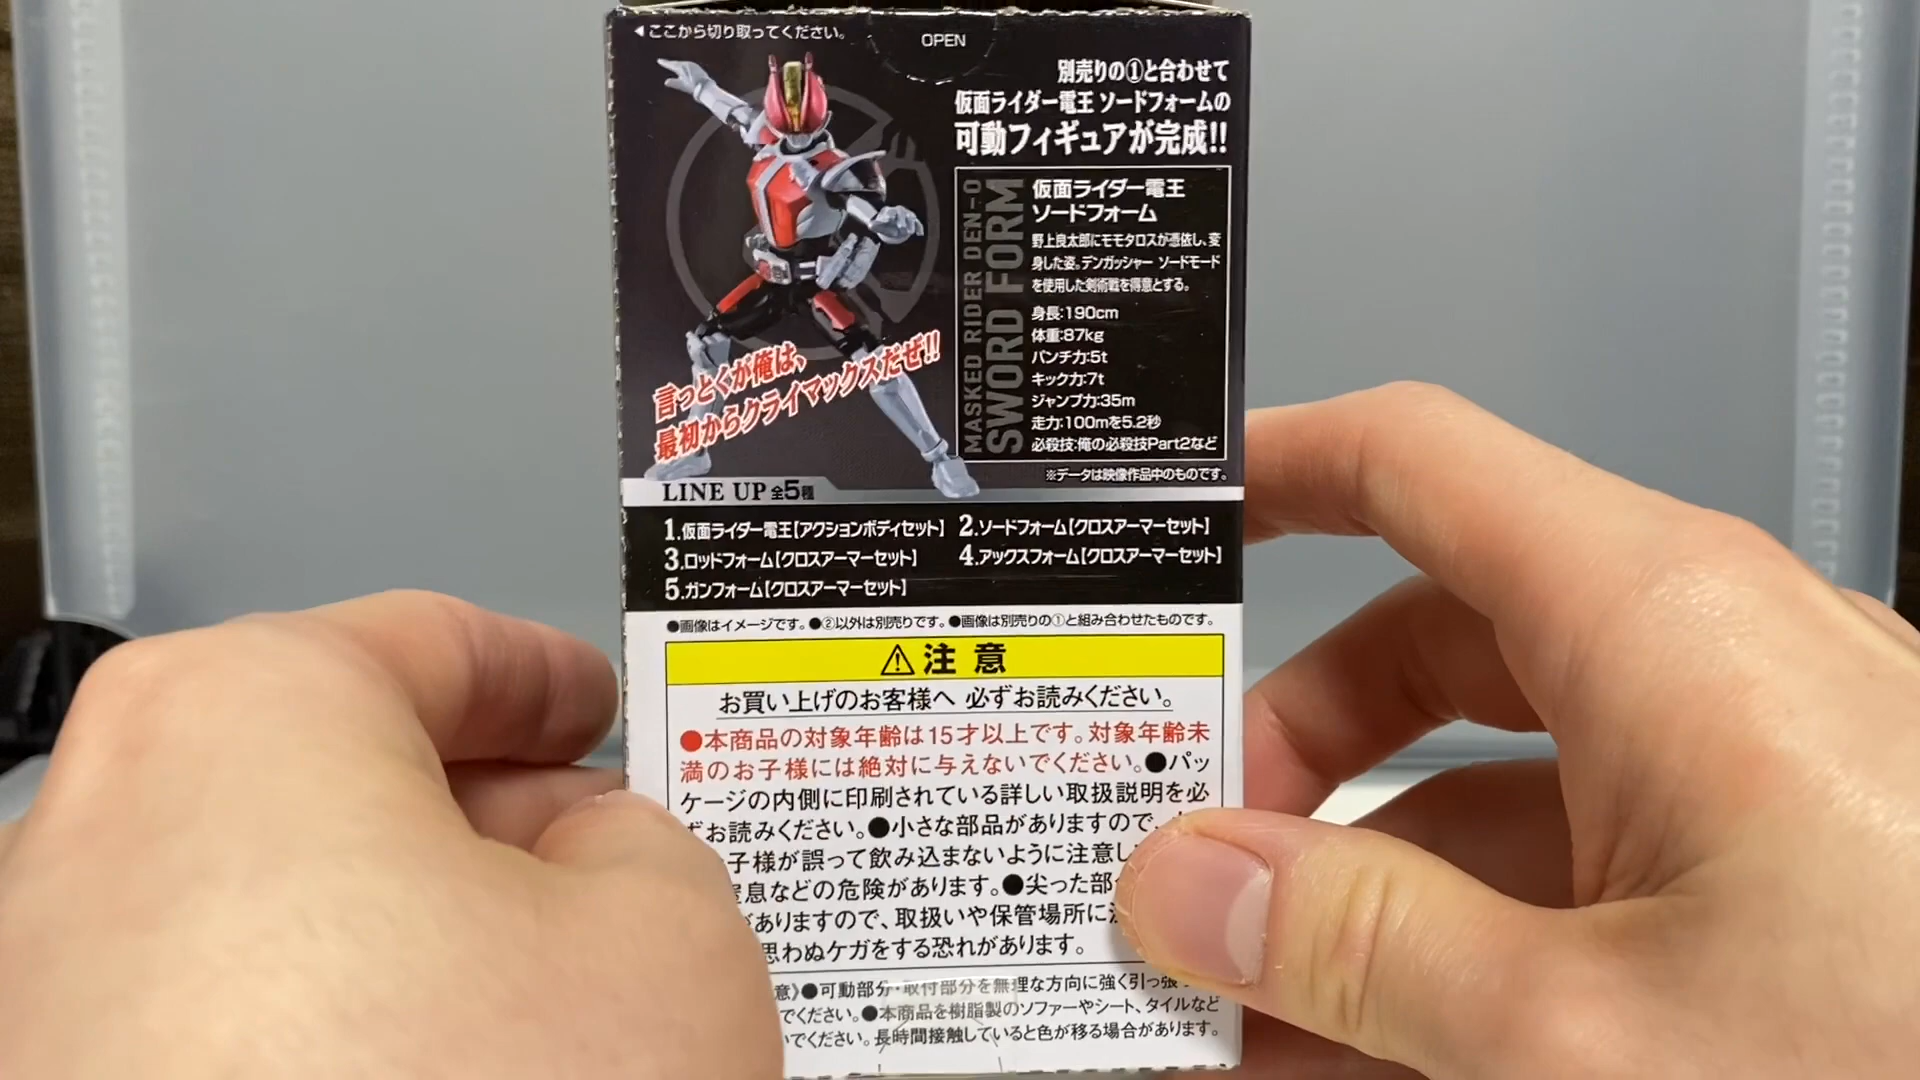 ◀ここから切り取ってください。
OPEN
別売りの①と合わせて
仮面ライダー電王 ソードフォームの
可動フィギュアが完成!!
MASKED RIDER DEN-O
SWORD FORM
仮面ライダー電王
ソードフォーム
野上良太郎にモモタロスが憑依し、変
身した姿。デンガッシャー ソードモード
を使用した剣術戦を得意とする。
身長:190cm
体重:87kg
パンチ力:5t
キック力:7t
ジャンプ力:35m
走力:100mを5.2秒
必殺技:俺の必殺技Part2など
※データは映像作品中のものです。
言っとくが俺は、
最初からクライマックスだぜ!!
LINE UP 全5種
1.仮面ライダー電王【アクションボディセット】 2.ソードフォーム【クロスアーマーセット】
3.ロッドフォーム【クロスアーマーセット】 4.アックスフォーム【クロスアーマーセット】
5.ガンフォーム【クロスアーマーセット】
●画像はイメージです。●②以外は別売りです。●画像は別売りの①と組み合わせたものです。
⚠注意
お買い上げのお客様へ 必ずお読みください。
●本商品の対象年齢は15才以上です。対象年齢未
満のお子様には絶対に与えないでください。●パッ
ケージの内側に印刷されている詳しい取扱説明を必
ずお読みください。●小さな部品がありますので、
子様が誤って飲み込まないように注意し
息などの危険があります。●尖った部
がありますので、取扱いや保管場所に
思わぬケガをする恐れがあります。
意》●可動部分・取付部分を無理な方向に強く引っ張
でください。●本商品を樹脂製のソファーやシート、タイルなど
いでください。長時間接触していると色が移る場合があります。